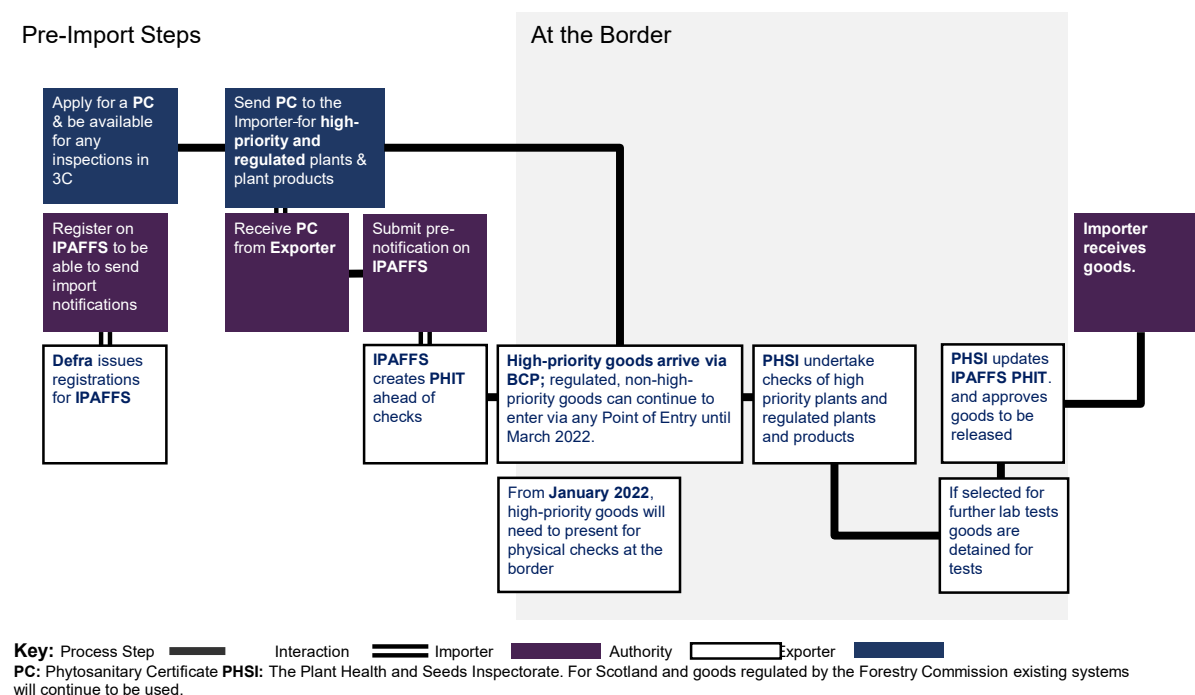 Pre-Import Steps
At the Border
Apply for a PC
& be available
for any
inspections in
3C
Send PC to the
Importer-for high-
priority and
regulated plants &
plant products
Register on
IPAFFS to be
able to send
import
notifications
Receive PC
from Exporter
Submit pre-
notification on
IPAFFS
Importer
receives
goods.
Defra issues
registrations
for IPAFFS
IPAFFS
creates PHIT
ahead of
checks
High-priority goods arrive via
BCP; regulated, non-high-
priority goods can continue to
enter via any Point of Entry until
March 2022.
PHSI undertake
checks of high
priority plants and
regulated plants
and products
PHSI updates
IPAFFS PHIT.
and approves
goods to be
released
From January 2022,
high-priority goods will
need to present for
physical checks at the
border
If selected for
further lab tests
goods are
detained for
tests
Key: Process Step Interaction Importer Authority Exporter
PC: Phytosanitary Certificate PHSI: The Plant Health and Seeds Inspectorate. For Scotland and goods regulated by the Forestry Commission existing systems
will continue to be used.